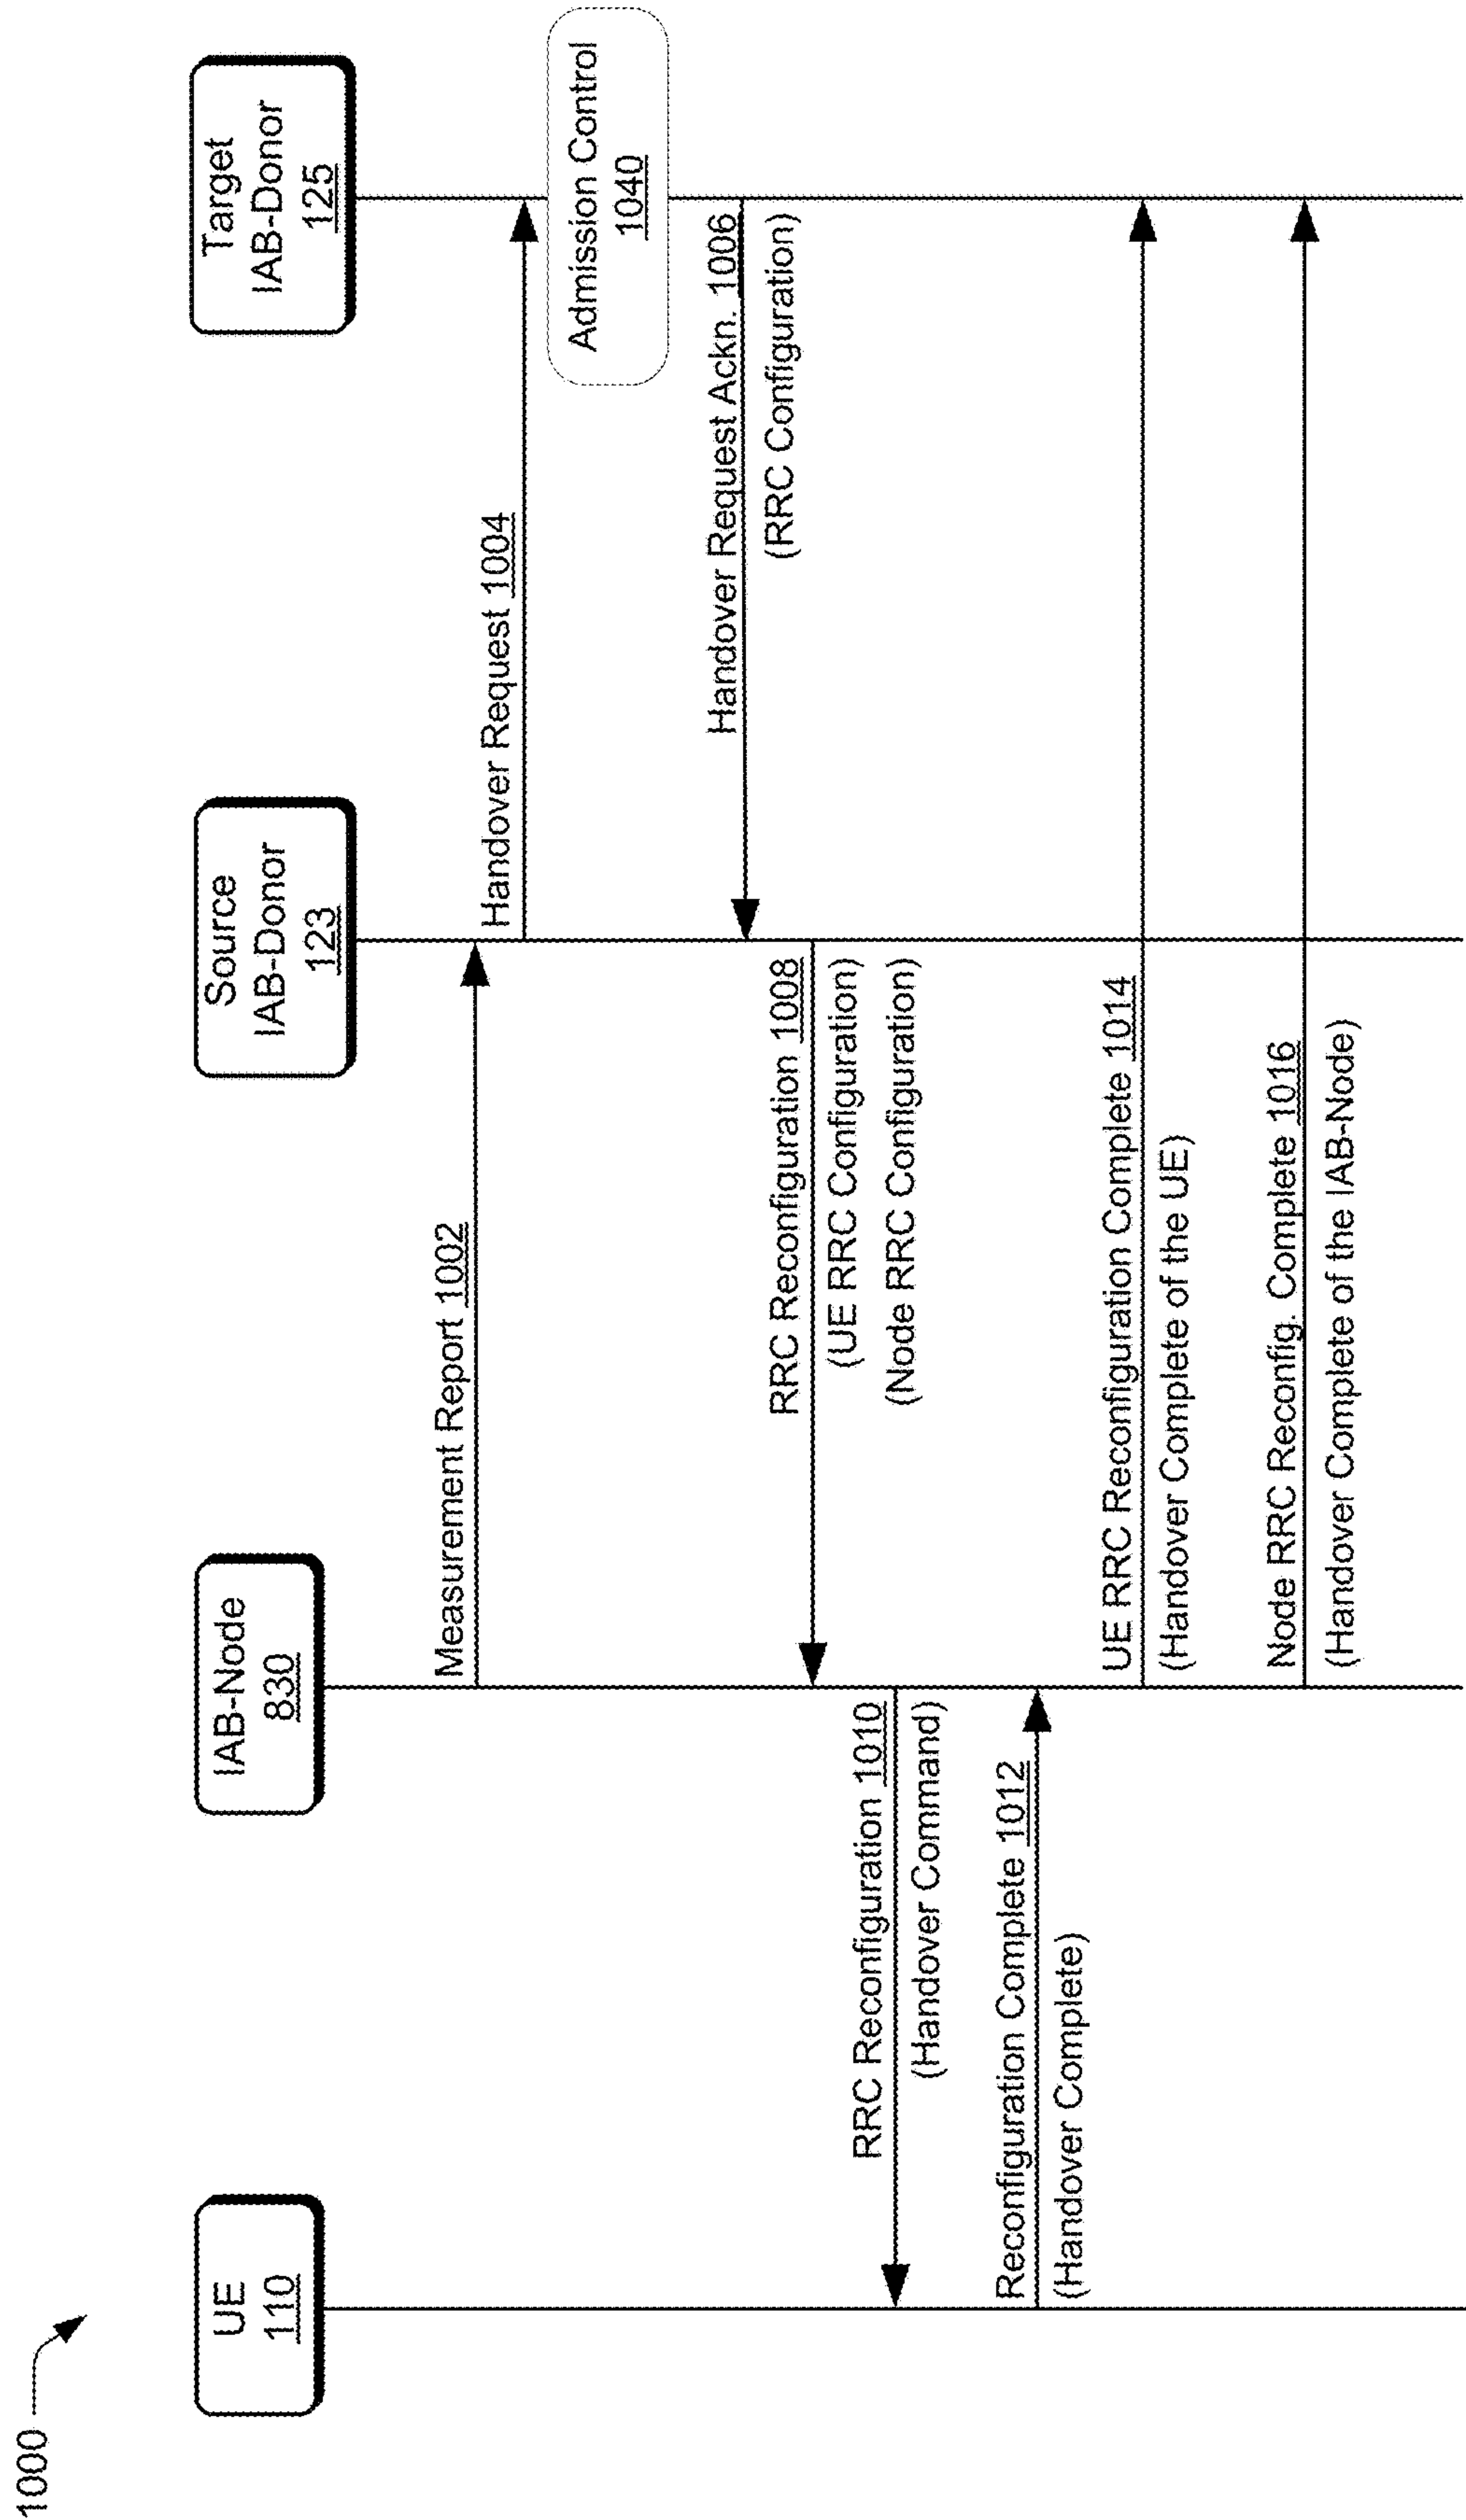 1000
UE
110
IAB-Node
830
Source
IAB-Donor
123
Target
IAB-Donor
125
Measurement Report 1002
Handover Request 1004
Admission Control
1040
Handover Request Ackn. 1006
(RRC Configuration)
RRC Reconfiguration 1008
(UE RRC Configuration)
(Node RRC Configuration)
RRC Reconfiguration 1010
(Handover Command)
Reconfiguration Complete 1012
(Handover Complete)
UE RRC Reconfiguration Complete 1014
(Handover Complete of the UE)
Node RRC Reconfig. Complete 1016
(Handover Complete of the IAB-Node)